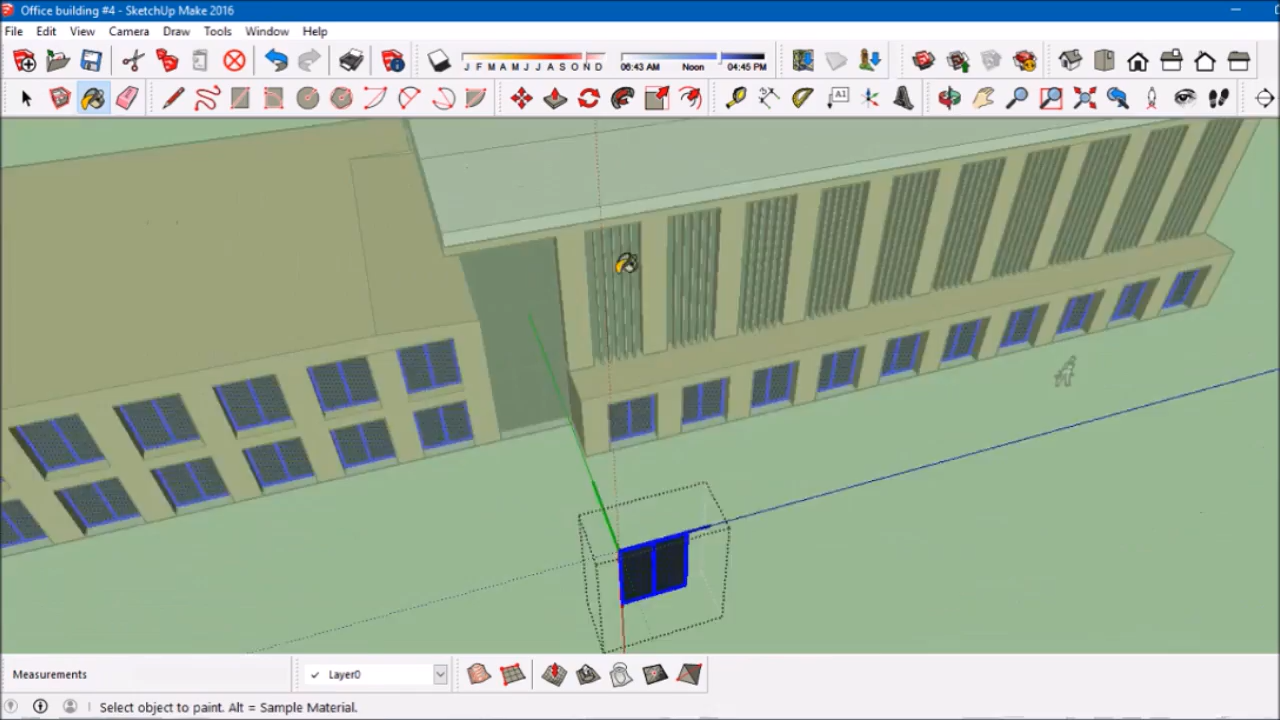 Office building #4 - SketchUp Make 2016
File Edit View Camera Draw Tools Window Help
J F M A M J J A S O N D 06:43 AM Noon 04:45 PM
A1
Measurements ✓ Layer0
Select object to paint. Alt = Sample Material.